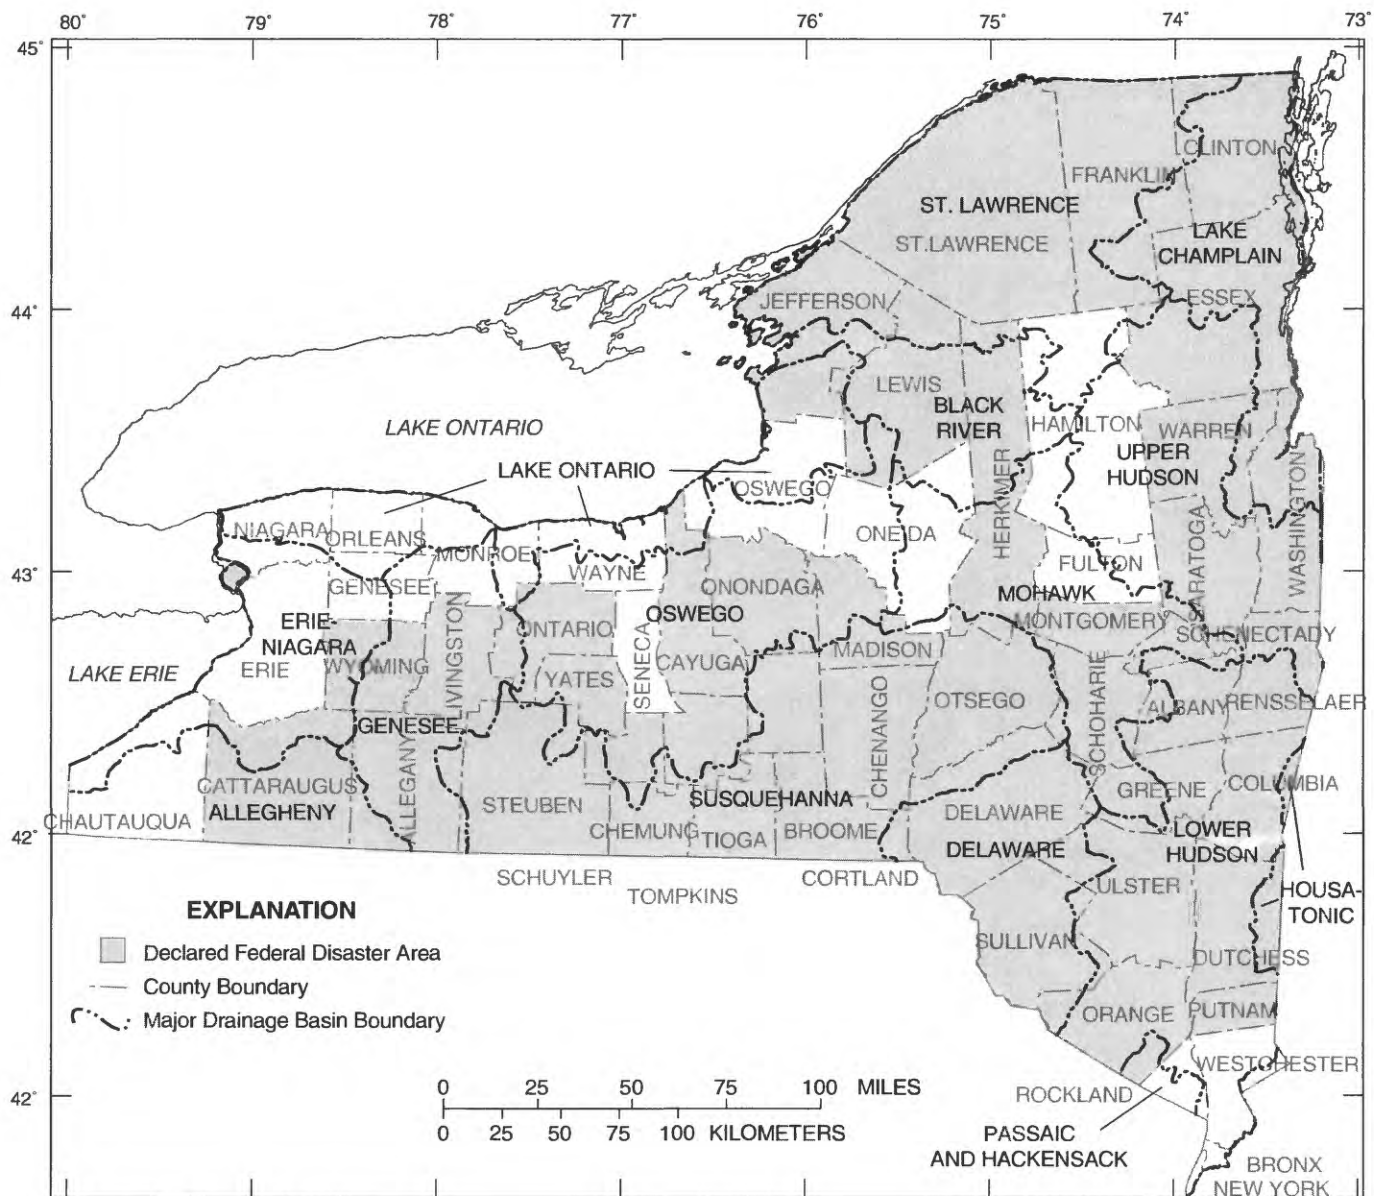 80° 79° 78° 77° 76° 75° 74° 73°
45°
CLINTON
FRANKLIN
ST. LAWRENCE
ST.LAWRENCE
LAKE
CHAMPLAIN
ESSEX
JEFFERSON
44°
LEWIS
BLACK
RIVER
HAMILTON
WARREN
UPPER
HUDSON
LAKE ONTARIO
LAKE ONTARIO
OSWEGO
HERKIMER
WASHINGTON
SARATOGA
NIAGARA
ORLEANS
MONROE
ONEIDA
43°
GENESEE
WAYNE
ONONDAGA
FULTON
MOHAWK
MONTGOMERY
SCHENECTADY
ERIE-
NIAGARA
ERIE
WYOMING
LIVINGSTON
ONTARIO
OSWEGO
SENECA
CAYUGA
MADISON
YATES
LAKE ERIE
OTSEGO
SCHOHARIE
ALBANY
RENSSELAER
GENESEE
ALLEGANY
CHENANGO
CATTARAUGUS
ALLEGHENY
STEUBEN
SUSQUEHANNA
GREENE
COLUMBIA
DELAWARE
CHAUTAUQUA
42°
CHEMUNG
TIOGA
BROOME
DELAWARE
LOWER
HUDSON
SCHUYLER
TOMPKINS
CORTLAND
ULSTER
HOUSA-
TONIC
SULLIVAN
DUTCHESS
ORANGE
PUTNAM
WESTCHESTER
ROCKLAND
PASSAIC
AND HACKENSACK
BRONX
NEW YORK
EXPLANATION
Declared Federal Disaster Area
County Boundary
Major Drainage Basin Boundary
42°
0 25 50 75 100 MILES
0 25 50 75 100 KILOMETERS